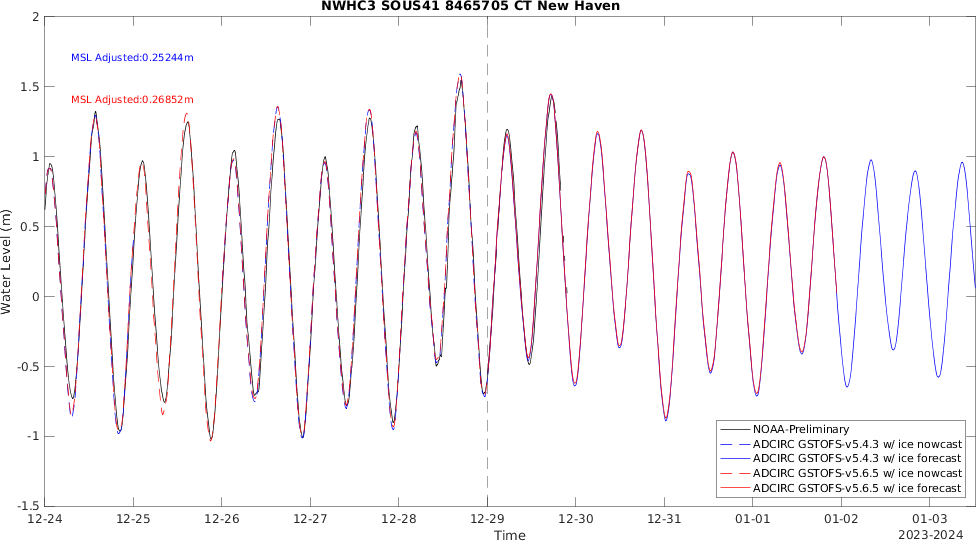 NWHC3 SOUS41 8465705 CT New Haven
2
1.5
1
0.5
0
-0.5
-1
-1.5
Water Level (m)
MSL Adjusted:0.25244m
MSL Adjusted:0.26852m
NOAA-Preliminary
ADCIRC GSTOFS-v5.4.3 w/ ice nowcast
ADCIRC GSTOFS-v5.4.3 w/ ice forecast
ADCIRC GSTOFS-v5.6.5 w/ ice nowcast
ADCIRC GSTOFS-v5.6.5 w/ ice forecast
12-24 12-25 12-26 12-27 12-28 12-29 12-30 12-31 01-01 01-02 01-03
Time
2023-2024